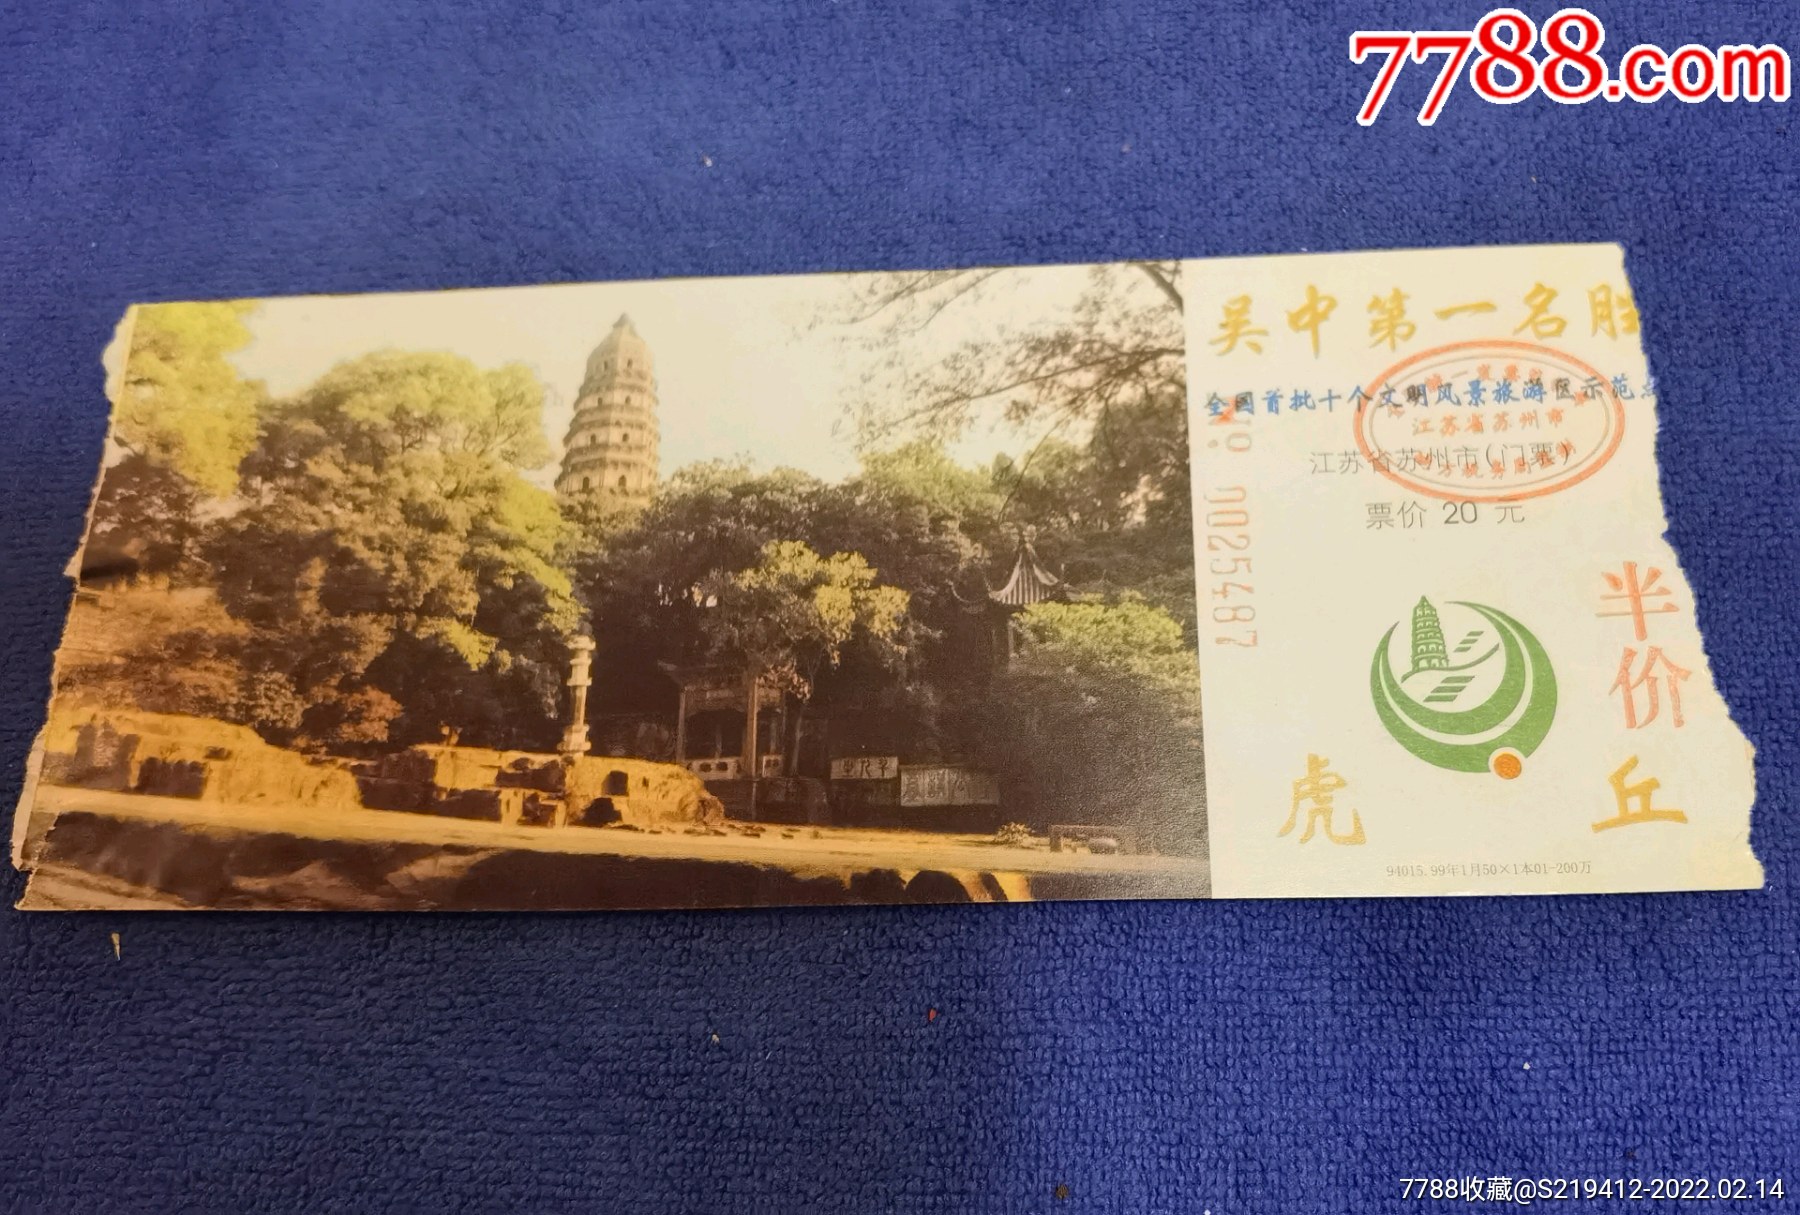 7788.com
吴中第一名胜
全国首批十个文明风景旅游区示范点
江苏省苏州市
江苏省苏州市(门票)
票价 20 元
No: 0025487
半价
虎丘
94015.99年1月50×1本01-200万
7788收藏@S219412-2022.02.14